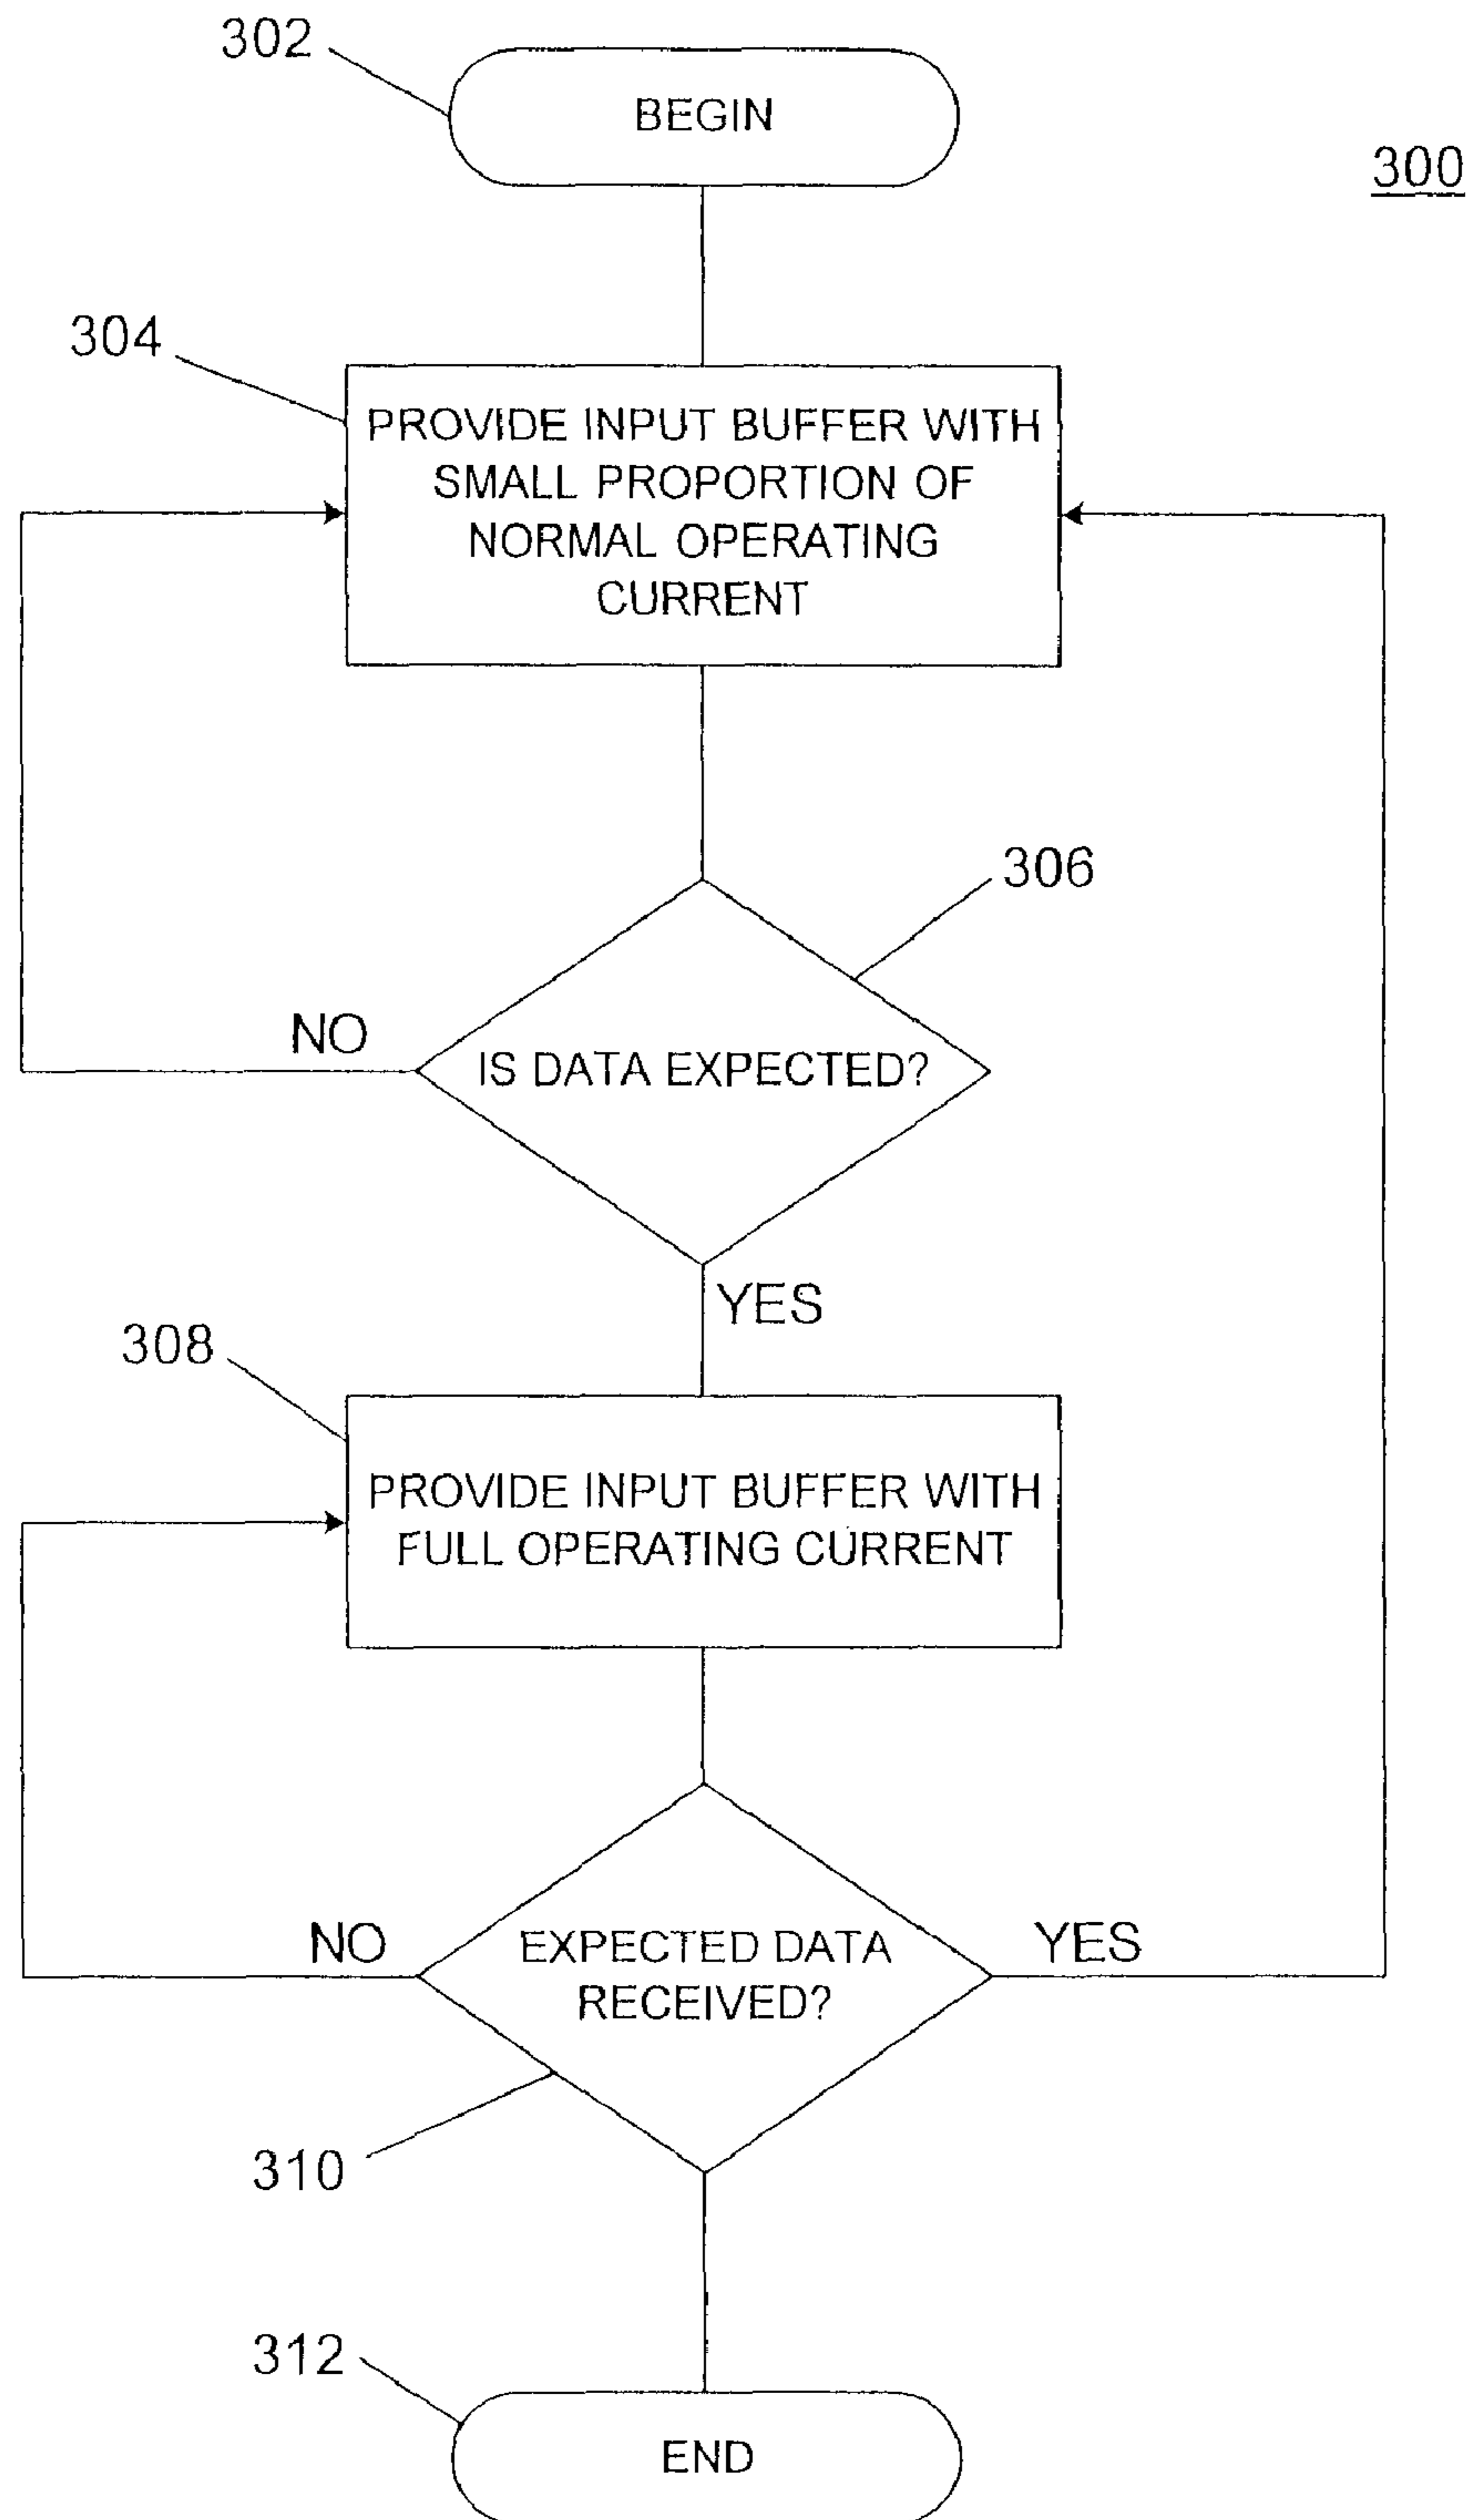 302
BEGIN
300
304
PROVIDE INPUT BUFFER WITH
SMALL PROPORTION OF
NORMAL OPERATING
CURRENT
306
NO
IS DATA EXPECTED?
YES
308
PROVIDE INPUT BUFFER WITH
FULL OPERATING CURRENT
NO
EXPECTED DATA
RECEIVED?
YES
310
312
END